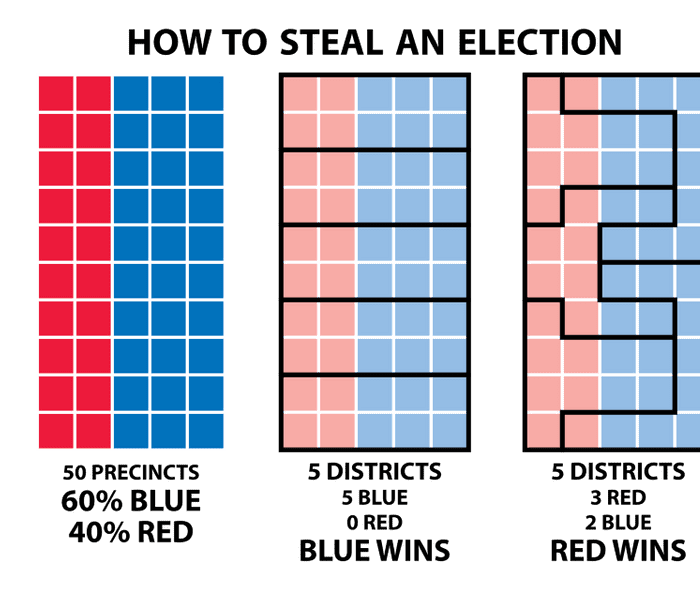 HOW TO STEAL AN ELECTION
50 PRECINCTS
60% BLUE
40% RED
5 DISTRICTS
5 BLUE
0 RED
BLUE WINS
5 DISTRICTS
3 RED
2 BLUE
RED WINS